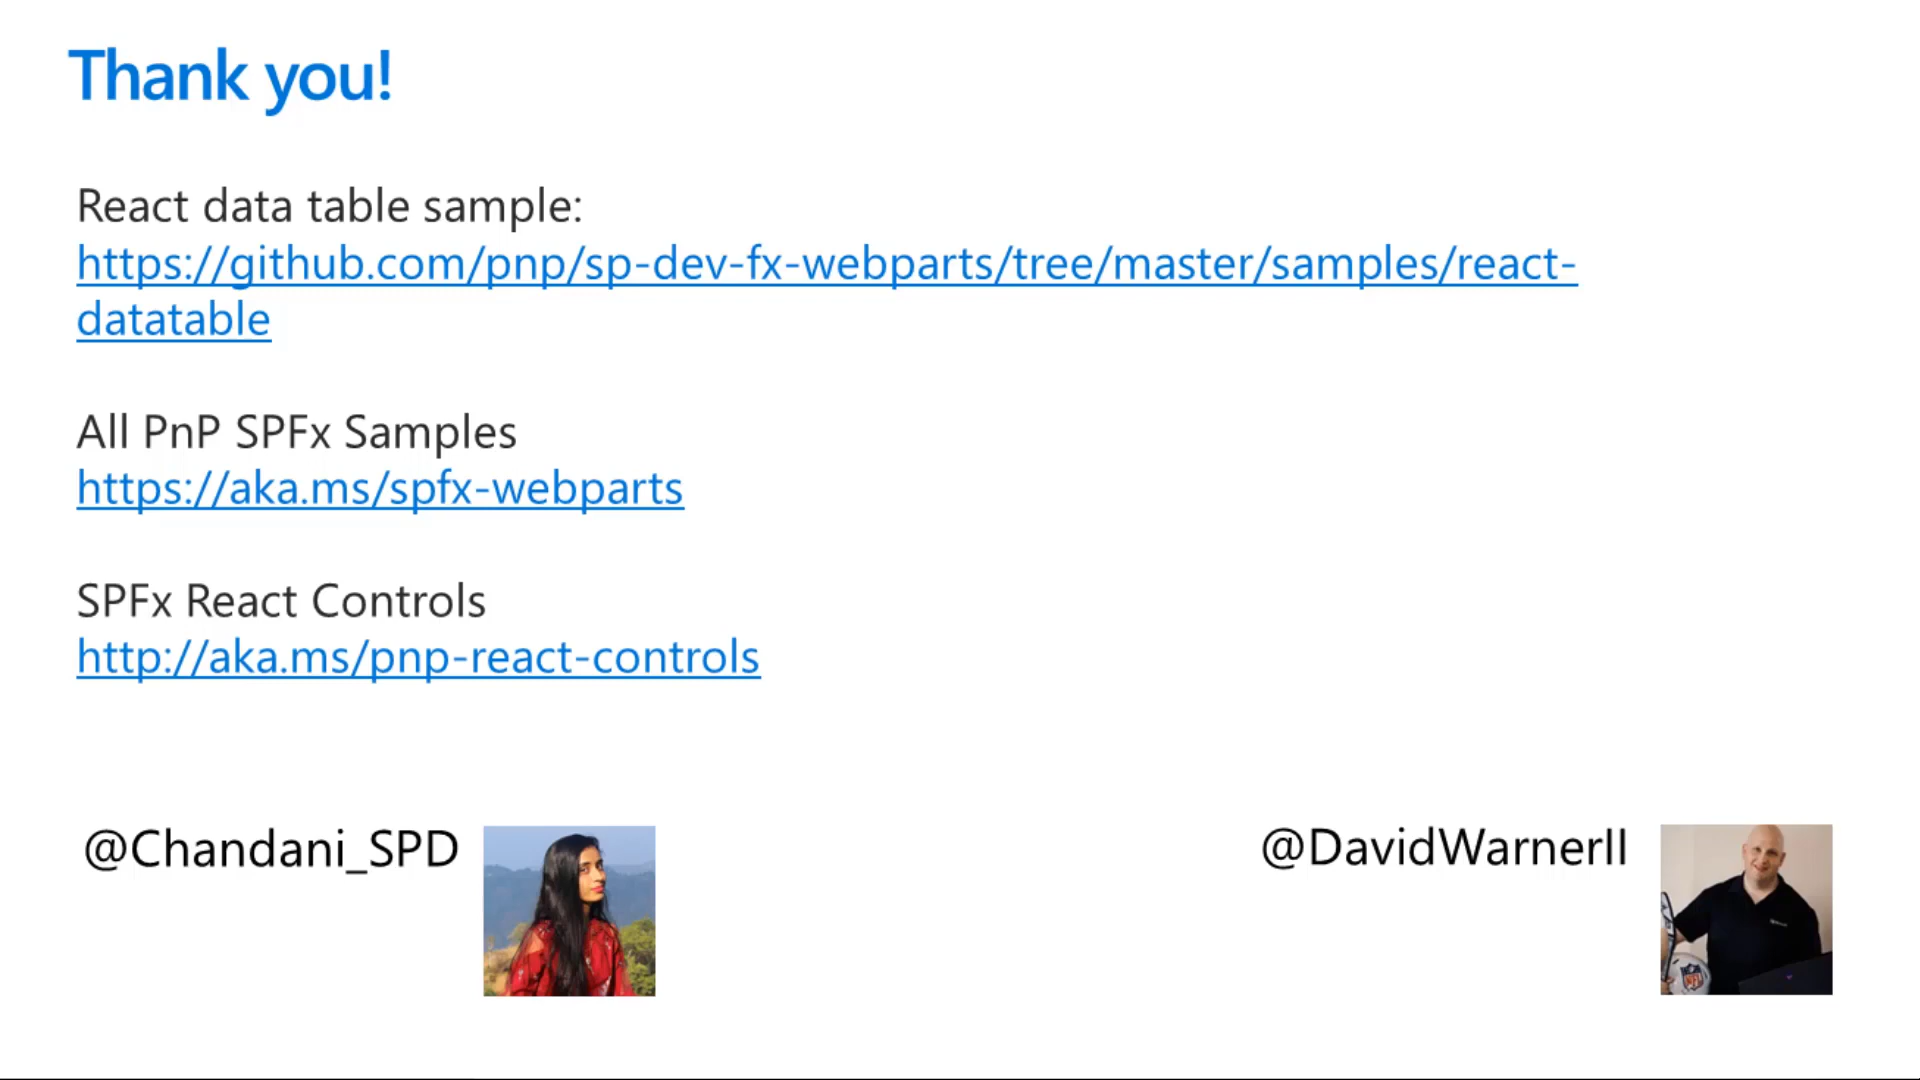 Thank you!
React data table sample:
https://github.com/pnp/sp-dev-fx-webparts/tree/master/samples/react-
datatable
All PnP SPFx Samples
https://aka.ms/spfx-webparts
SPFx React Controls
http://aka.ms/pnp-react-controls
@Chandani_SPD
@DavidWarnerII
NFL